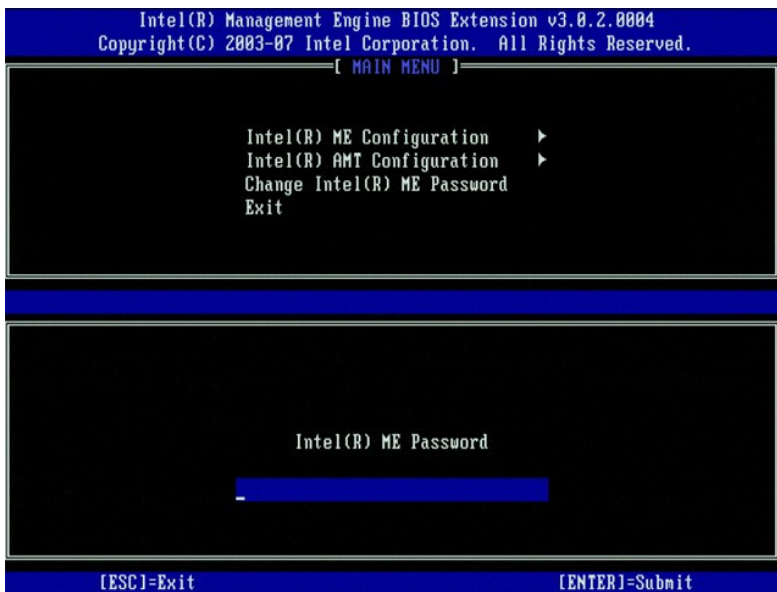 Intel(R) Management Engine BIOS Extension v3.0.2.0004
Copyright(C) 2003-07 Intel Corporation. All Rights Reserved.
[ MAIN MENU ]
Intel(R) ME Configuration ►
Intel(R) AMT Configuration ►
Change Intel(R) ME Password
Exit
Intel(R) ME Password
[ESC]=Exit [ENTER]=Submit